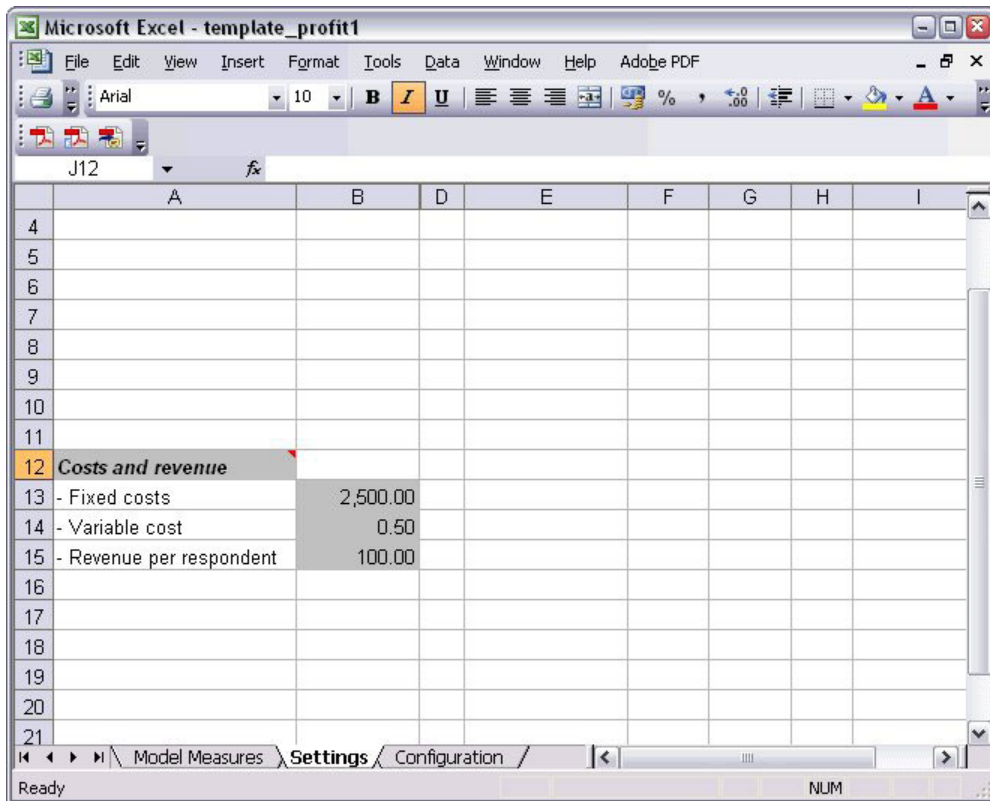 Microsoft Excel - template_profit1
File Edit View Insert Format Tools Data Window Help Adobe PDF
Arial 10 B I U % , .00
J12 fx
A B D E F G H I
4
5
6
7
8
9
10
11
12 Costs and revenue
13 - Fixed costs 2,500.00
14 - Variable cost 0.50
15 - Revenue per respondent 100.00
16
17
18
19
20
21
Model Measures Settings Configuration
Ready NUM